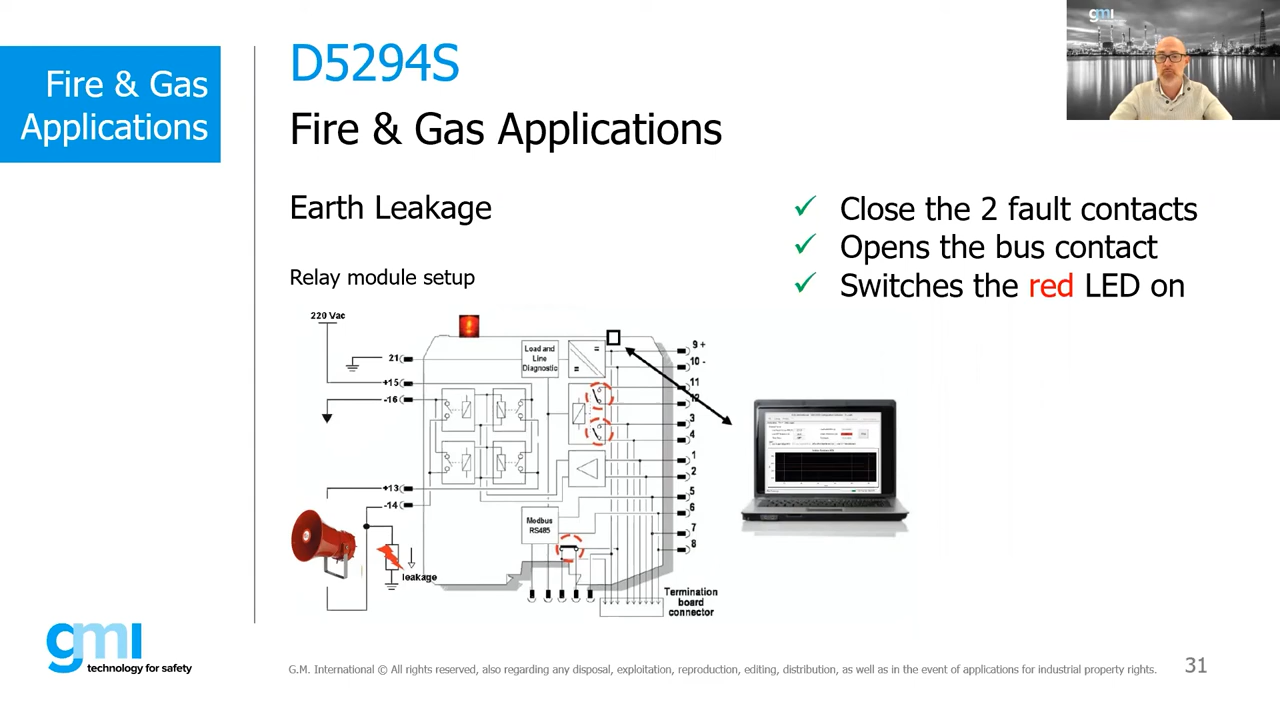 Fire & Gas
Applications
D5294S
Fire & Gas Applications
Earth Leakage
Relay module setup
Close the 2 fault contacts
Opens the bus contact
Switches the red LED on
gmi
220 Vac
21
+15
-16
+13
-14
leakage
Load and
Line
Diagnostic
=
=
Modbus
RS485
9 +
10 -
11
12
3
4
1
2
5
6
7
8
Termination
board
connector
gmi
technology for safety
G.M. International © All rights reserved, also regarding any disposal, exploitation, reproduction, editing, distribution, as well as in the event of applications for industrial property rights.
31